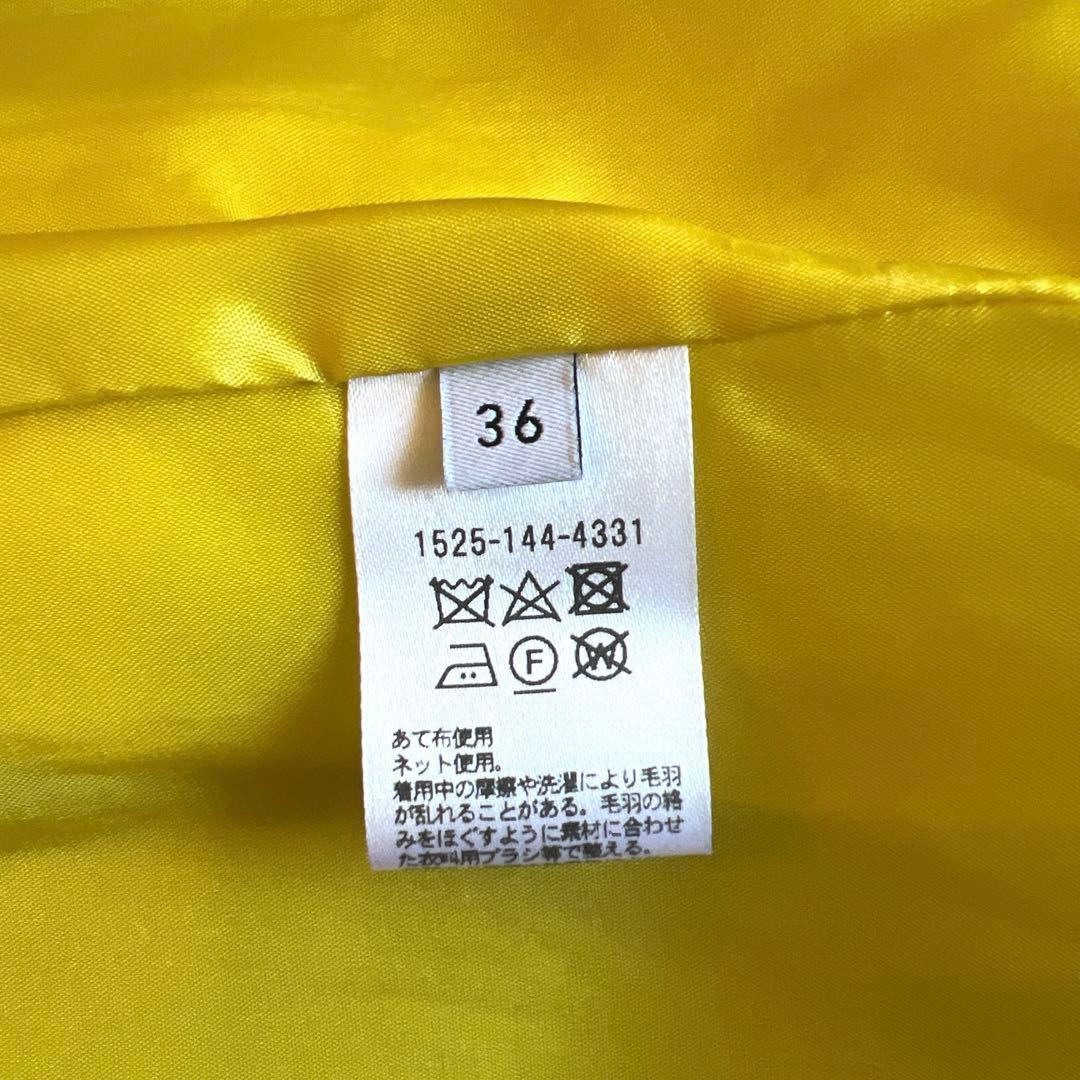 36
1525-144-4331
F W
あて布使用
ネット使用。
着用中の摩擦や洗濯により毛羽
が乱れることがある。毛羽の絡
みをほぐすように素材に合わせ
た衣料用ブラシ等で整える。